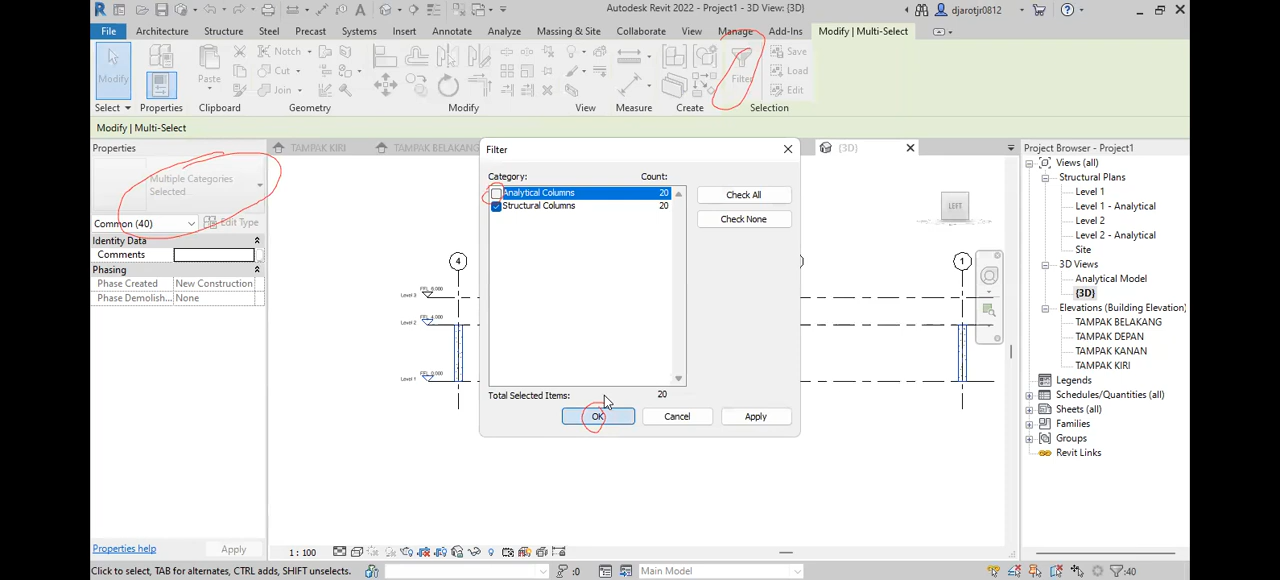 Autodesk Revit 2022 - Project1 - 3D View: {3D}
djarotjr0812
File Architecture Structure Steel Precast Systems Insert Annotate Analyze Massing & Site Collaborate View Manage Add-Ins Modify | Multi-Select
Modify
Paste
Notch
Cut
Join
Filter
Save
Load
Edit
Select Properties Clipboard Geometry Modify View Measure Create Selection
Modify | Multi-Select
Properties
TAMPAK KIRI
TAMPAK BELAKANG
{3D}
Project Browser - Project1
Multiple Categories
Selected
Common (40)
Edit Type
Identity Data
Comments
Phasing
Phase Created New Construction
Phase Demolish... None
Properties help
Apply
Filter
Category: Count:
Analytical Columns 20
Structural Columns 20
Check All
Check None
Total Selected Items: 20
OK
Cancel
Apply
LEFT
4
1
Level 3
Level 2
Level 1
Views (all)
Structural Plans
Level 1
Level 1 - Analytical
Level 2
Level 2 - Analytical
Site
3D Views
Analytical Model
{3D}
Elevations (Building Elevation)
TAMPAK BELAKANG
TAMPAK DEPAN
TAMPAK KANAN
TAMPAK KIRI
Legends
Schedules/Quantities (all)
Sheets (all)
Families
Groups
Revit Links
1 : 100
Click to select, TAB for alternates, CTRL adds, SHIFT unselects.
:0
Main Model
:40